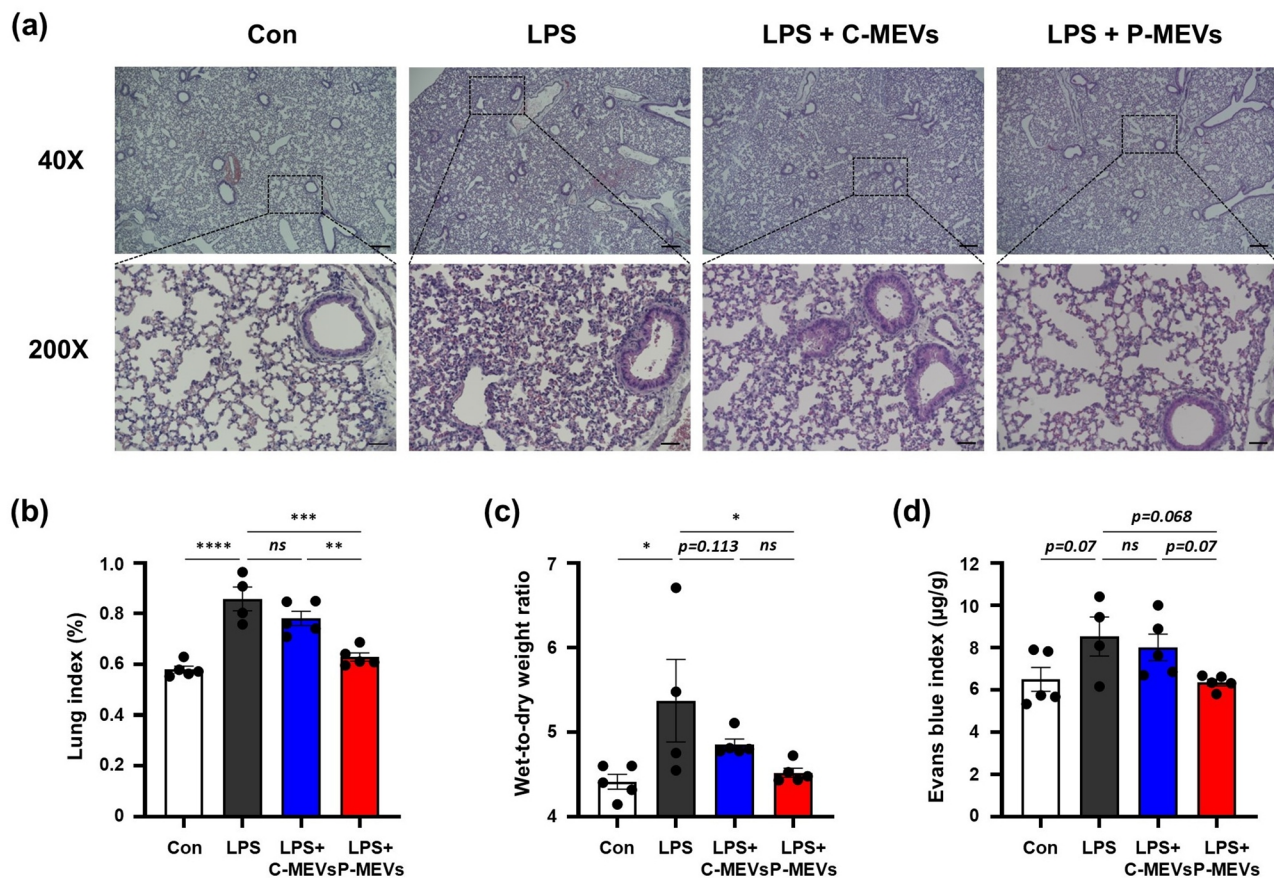 (a)
Con
LPS
LPS + C-MEVs
LPS + P-MEVs
40X
200X
(b)
***
**** ns **
Lung index (%)
1.0
0.8
0.6
0.4
0.2
0
Con
LPS
LPS+
C-MEVs
LPS+
P-MEVs
(c)
*
* p=0.113 ns
Wet-to-dry weight ratio
7
6
5
4
Con
LPS
LPS+
C-MEVs
LPS+
P-MEVs
(d)
p=0.068
p=0.07 ns p=0.07
Evans blue index (µg/g)
12
10
8
6
4
2
0
Con
LPS
LPS+
C-MEVs
LPS+
P-MEVs